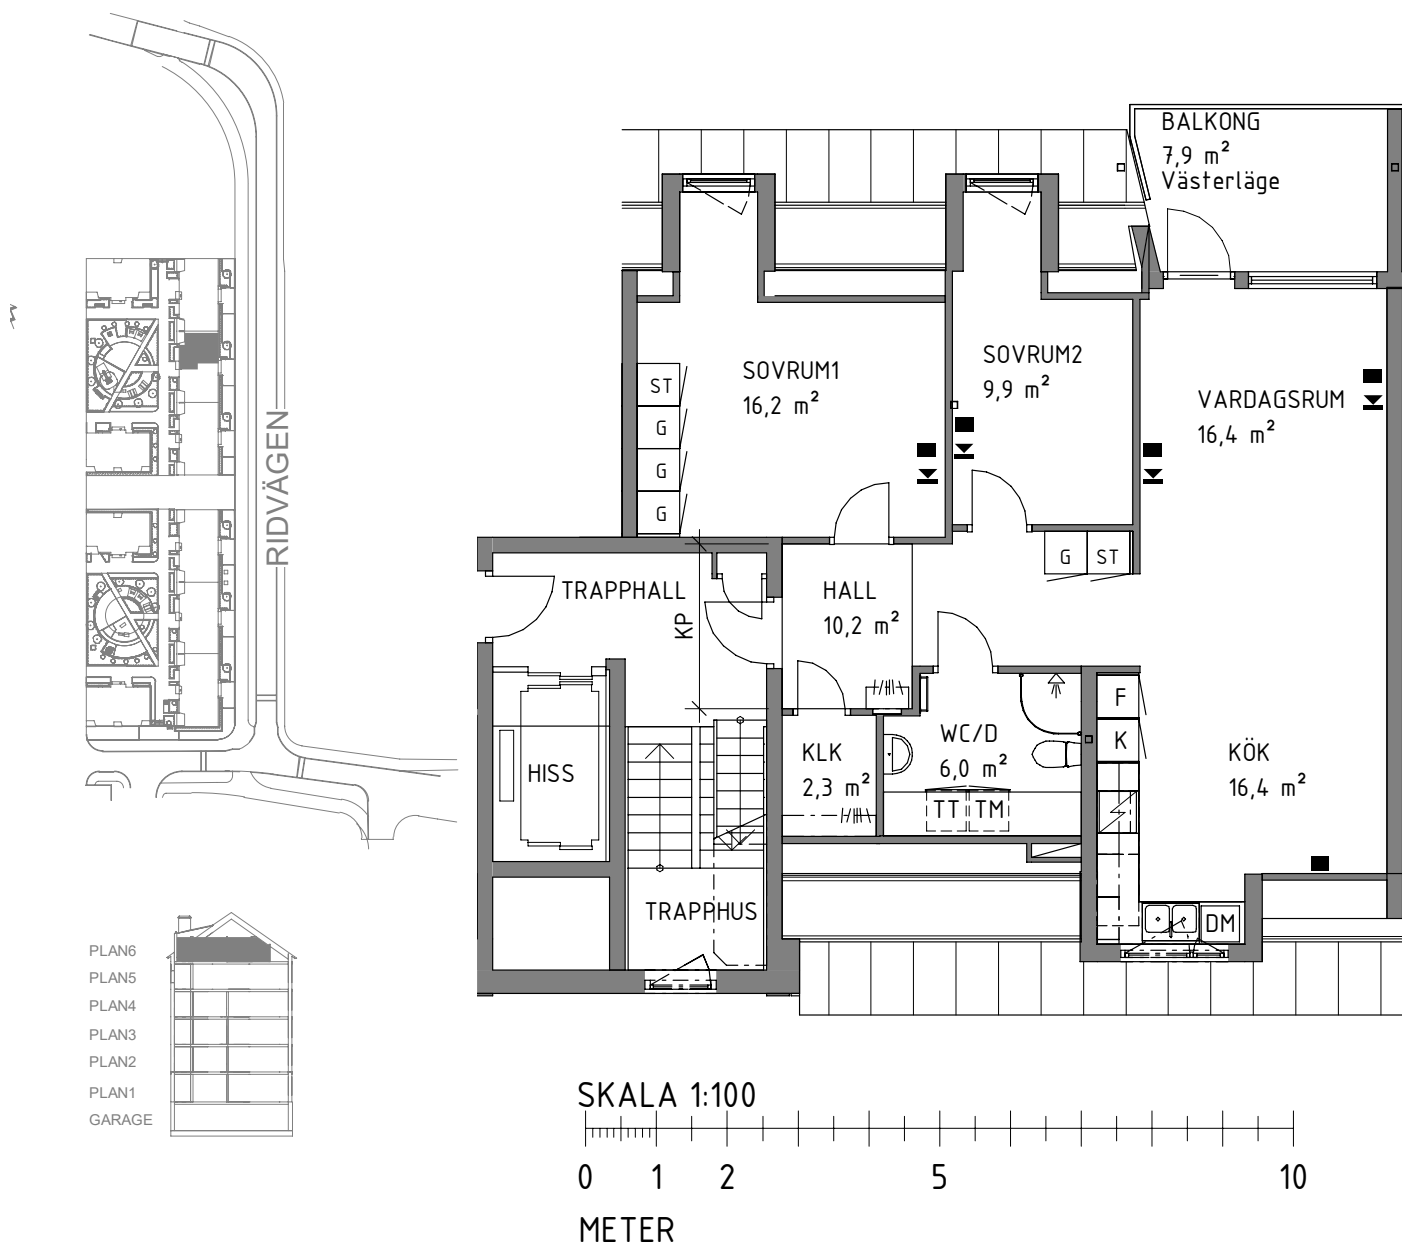 BALKONG
7,9 m²
Västerläge
SOVRUM1
16,2 m²
SOVRUM2
9,9 m²
VARDAGSRUM
16,4 m²
ST
G
G
G
G
ST
TRAPPHALL
KP
HALL
10,2 m²
HISS
KLK
2,3 m²
WC/D
6,0 m²
TT
TM
F
K
KÖK
16,4 m²
DM
TRAPPHUS
RIDVÄGEN
PLAN6
PLAN5
PLAN4
PLAN3
PLAN2
PLAN1
GARAGE
SKALA 1:100
0 1 2 5 10
METER